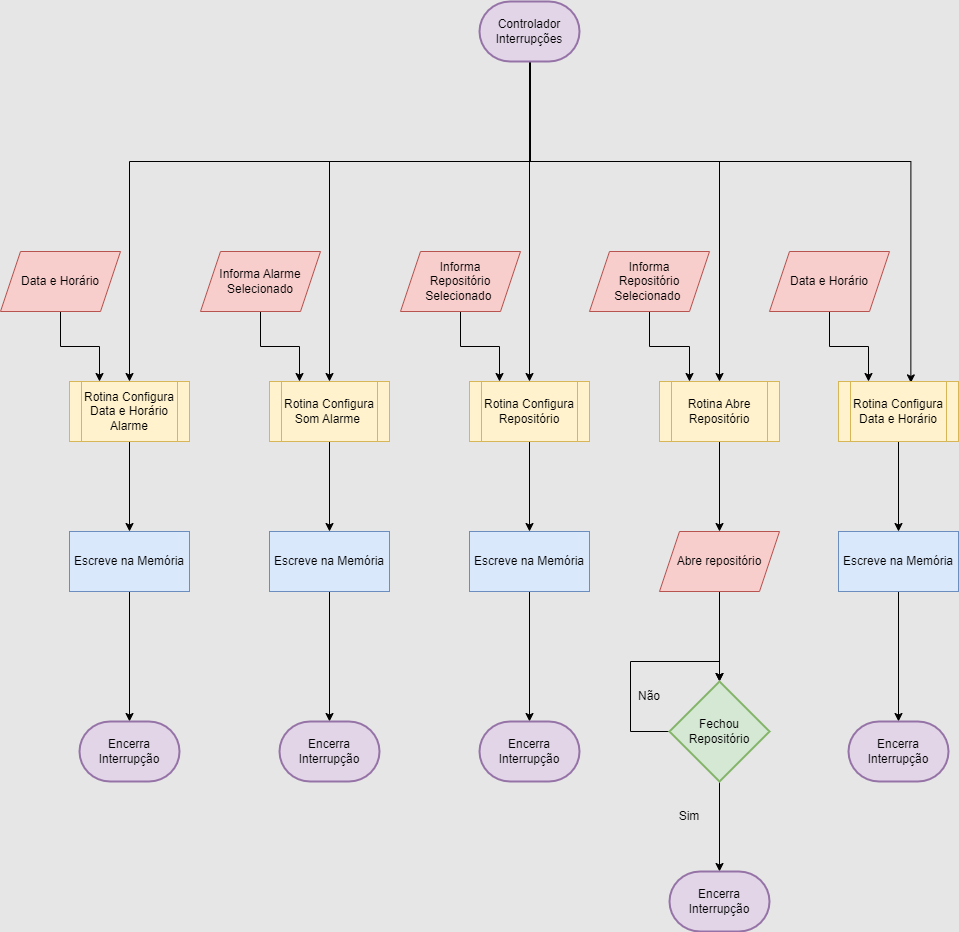 Controlador
Interrupções
Data e Horário
Informa Alarme
Selecionado
Informa
Repositório
Selecionado
Informa
Repositório
Selecionado
Data e Horário
Rotina Configura
Data e Horário
Alarme
Rotina Configura
Som Alarme
Rotina Configura
Repositório
Rotina Abre
Repositório
Rotina Configura
Data e Horário
Escreve na Memória
Escreve na Memória
Escreve na Memória
Abre repositório
Escreve na Memória
Não
Fechou
Repositório
Encerra
Interrupção
Encerra
Interrupção
Encerra
Interrupção
Encerra
Interrupção
Sim
Encerra
Interrupção